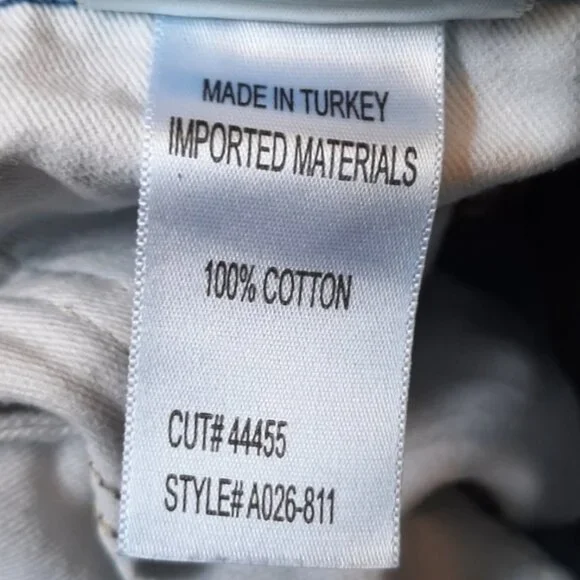 MADE IN TURKEY
IMPORTED MATERIALS
100% COTTON
CUT# 44455
STYLE# A026-811